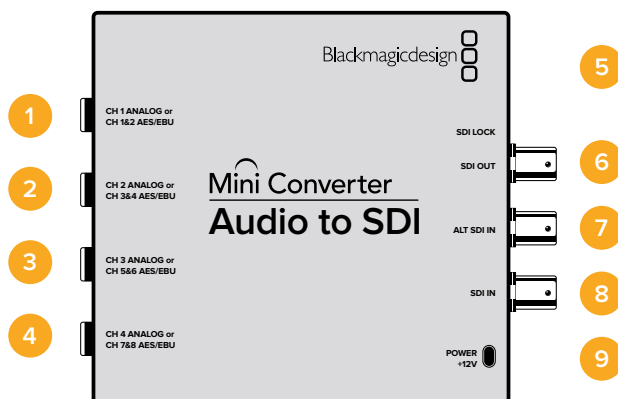 Blackmagicdesign
5
1
CH 1 ANALOG or
CH 1&2 AES/EBU
SDI LOCK
SDI OUT
6
2
CH 2 ANALOG or
CH 3&4 AES/EBU
Mini Converter
Audio to SDI
ALT SDI IN
7
3
CH 3 ANALOG or
CH 5&6 AES/EBU
SDI IN
8
4
CH 4 ANALOG or
CH 7&8 AES/EBU
POWER
+12V
9